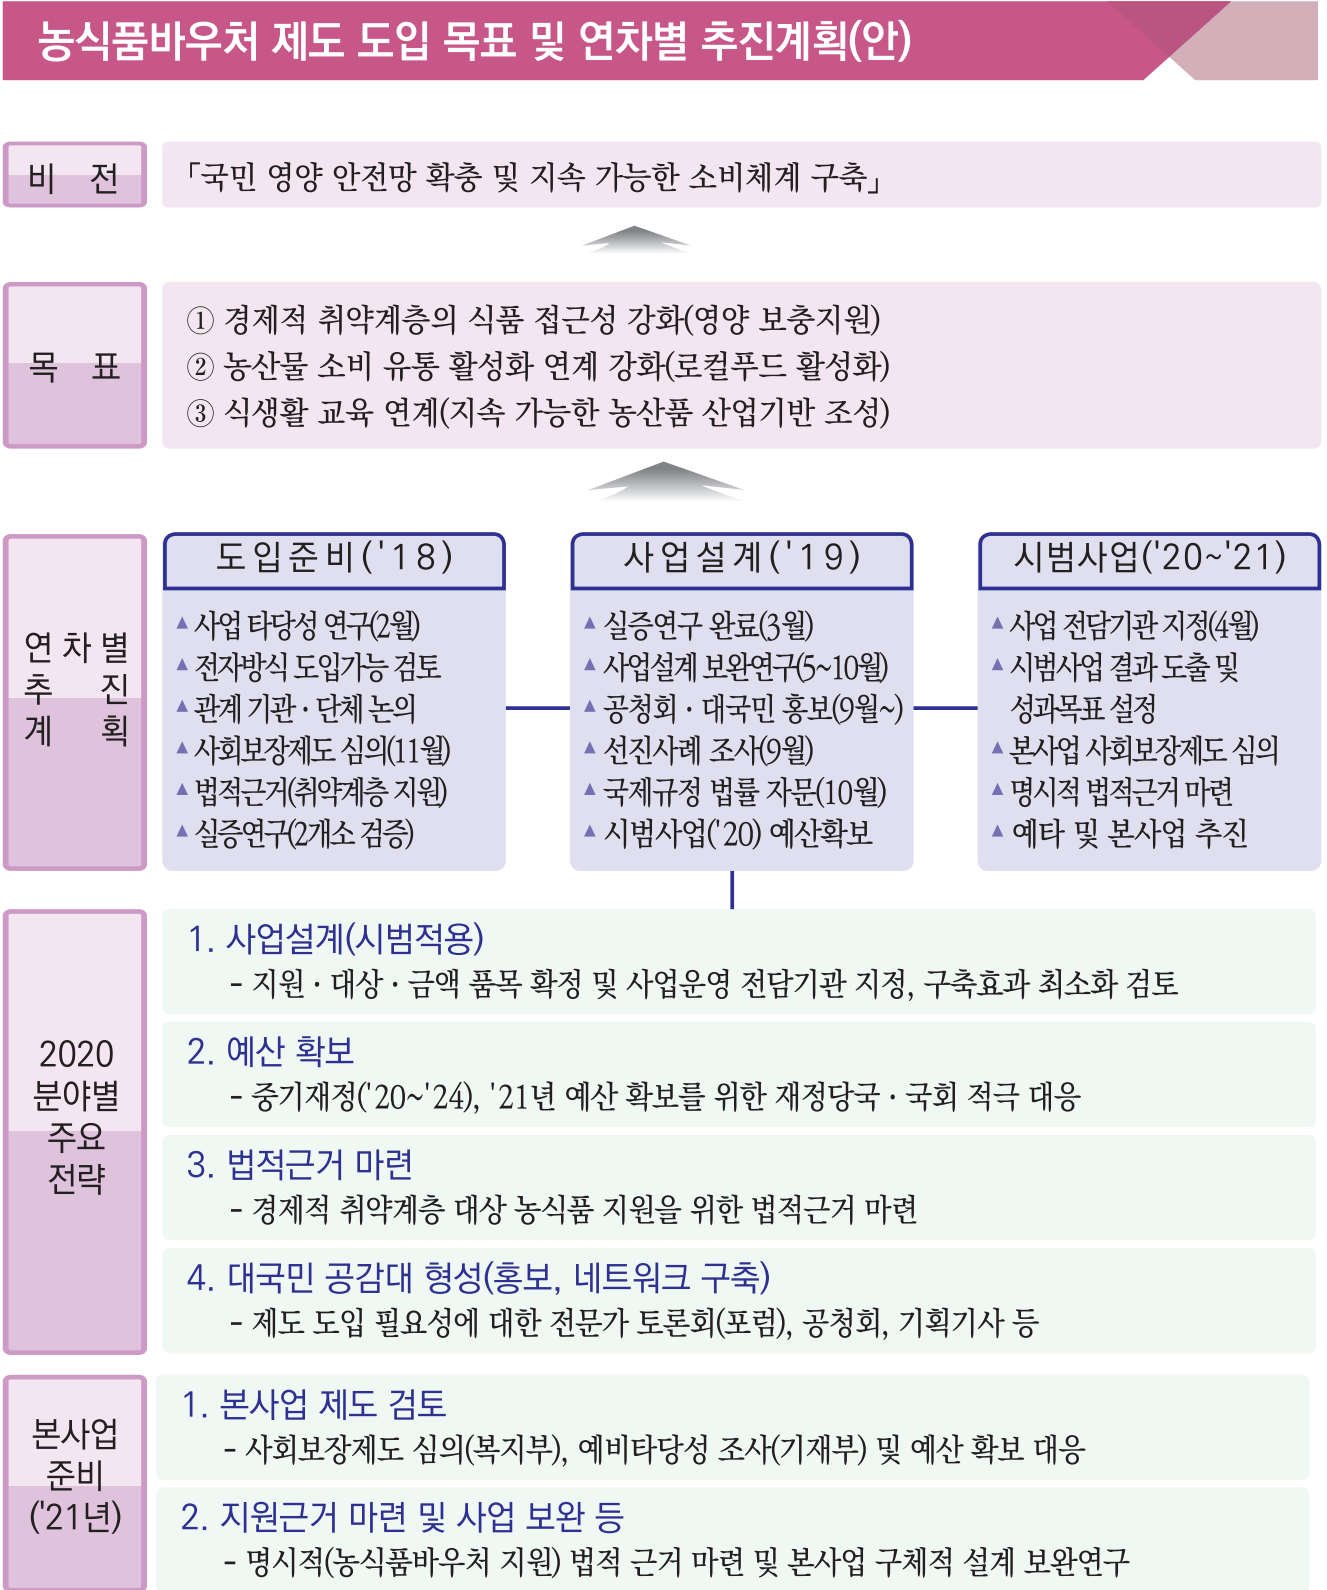 농식품바우처 제도 도입 목표 및 연차별 추진계획(안)
비 전
「국민 영양 안전망 확충 및 지속 가능한 소비체계 구축」
목 표
① 경제적 취약계층의 식품 접근성 강화(영양 보충지원)
② 농산물 소비 유통 활성화 연계 강화(로컬푸드 활성화)
③ 식생활 교육 연계(지속 가능한 농산품 산업기반 조성)
연 차 별
추 진
계 획
도입준비('18)
▲ 사업 타당성 연구(2월)
▲ 전자방식 도입가능 검토
▲ 관계 기관·단체 논의
▲ 사회보장제도 심의(11월)
▲ 법적근거(취약계층 지원)
▲ 실증연구(2개소 검증)
사업설계('19)
▲ 실증연구 완료(3월)
▲ 사업설계 보완연구(5~10월)
▲ 공청회·대국민 홍보(9월~)
▲ 선진사례 조사(9월)
▲ 국제규정 법률 자문(10월)
▲ 시범사업('20) 예산확보
시범사업('20~'21)
▲ 사업 전담기관 지정(4월)
▲ 시범사업 결과 도출 및
성과목표 설정
▲ 본사업 사회보장제도 심의
▲ 명시적 법적근거 마련
▲ 예타 및 본사업 추진
2020
분야별
주요
전략
1. 사업설계(시범적용)
- 지원·대상·금액 품목 확정 및 사업운영 전담기관 지정, 구축효과 최소화 검토
2. 예산 확보
- 중기재정('20~'24), '21년 예산 확보를 위한 재정당국·국회 적극 대응
3. 법적근거 마련
- 경제적 취약계층 대상 농식품 지원을 위한 법적근거 마련
4. 대국민 공감대 형성(홍보, 네트워크 구축)
- 제도 도입 필요성에 대한 전문가 토론회(포럼), 공청회, 기획기사 등
본사업
준비
('21년)
1. 본사업 제도 검토
- 사회보장제도 심의(복지부), 예비타당성 조사(기재부) 및 예산 확보 대응
2. 지원근거 마련 및 사업 보완 등
- 명시적(농식품바우처 지원) 법적 근거 마련 및 본사업 구체적 설계 보완연구